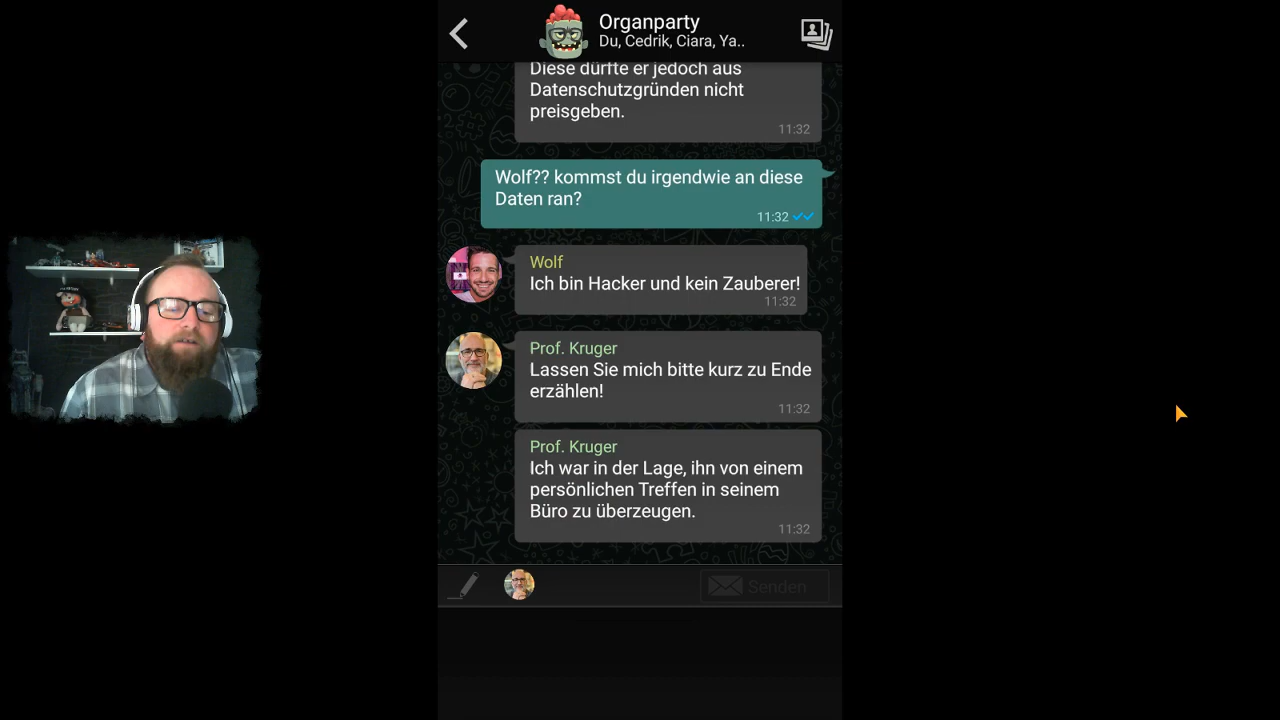 Organparty
Du, Cedrik, Ciara, Ya..
Diese dürfte er jedoch aus
Datenschutzgründen nicht
preisgeben.
11:32
Wolf?? kommst du irgendwie an diese
Daten ran?
11:32
Wolf
Ich bin Hacker und kein Zauberer!
11:32
Prof. Kruger
Lassen Sie mich bitte kurz zu Ende
erzählen!
11:32
Prof. Kruger
Ich war in der Lage, ihn von einem
persönlichen Treffen in seinem
Büro zu überzeugen.
11:32
Senden